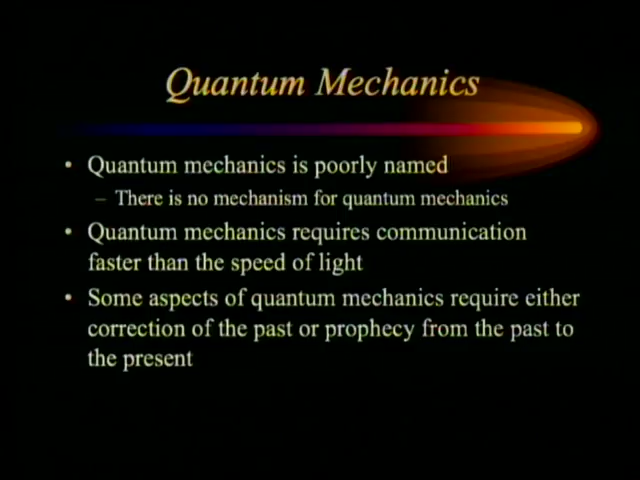 Quantum Mechanics
• Quantum mechanics is poorly named
– There is no mechanism for quantum mechanics
• Quantum mechanics requires communication
faster than the speed of light
• Some aspects of quantum mechanics require either
correction of the past or prophecy from the past to
the present